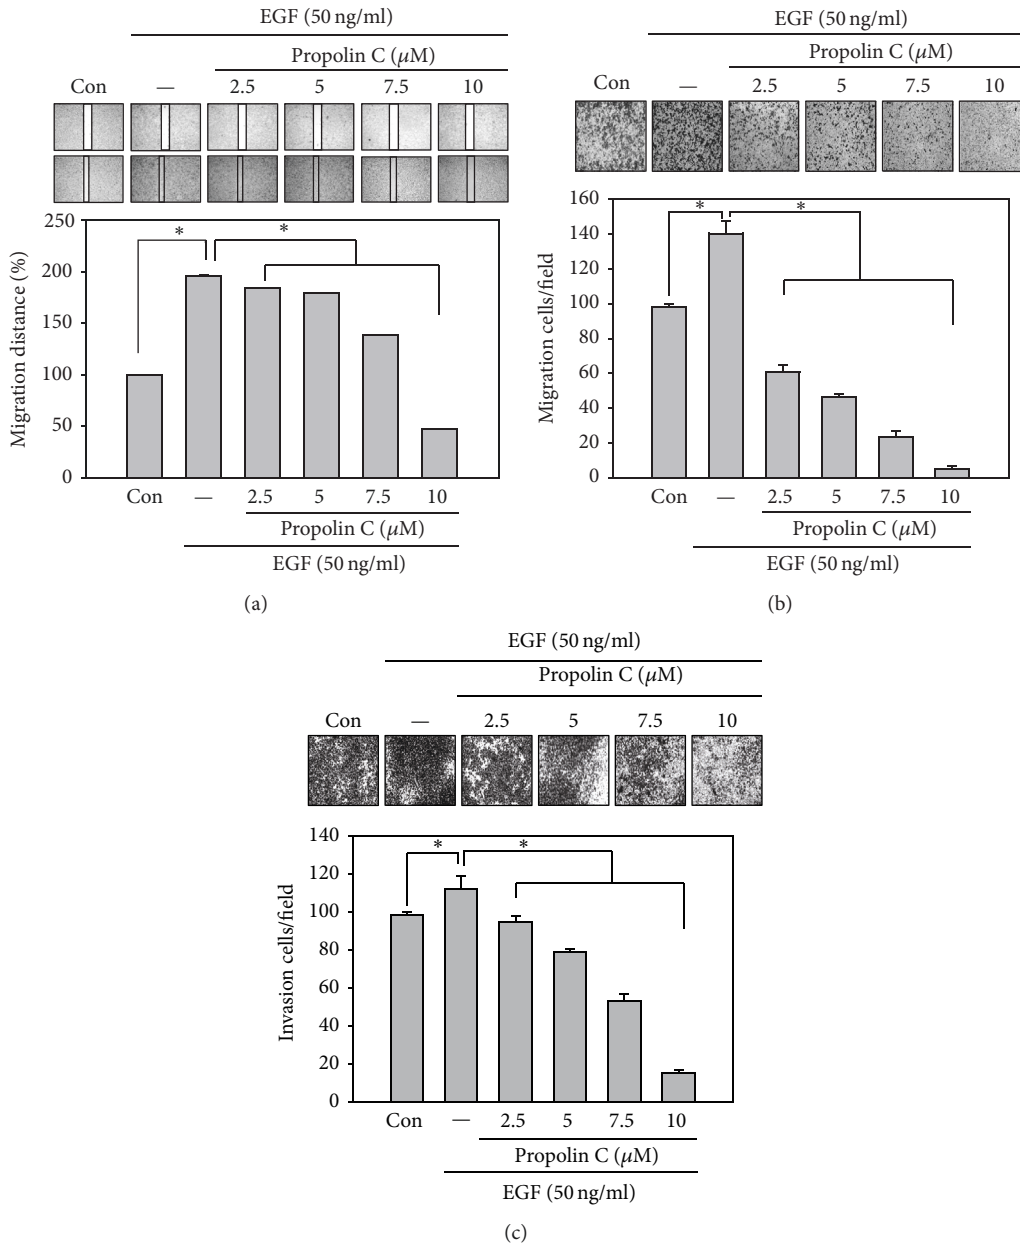 EGF (50 ng/ml)
Propolin C (μM)
Con — 2.5 5 7.5 10
250
200
150
100
50
0
Migration distance (%)
* *
Con — 2.5 5 7.5 10
Propolin C (μM)
EGF (50 ng/ml)
(a)
EGF (50 ng/ml)
Propolin C (μM)
Con — 2.5 5 7.5 10
160
140
120
100
80
60
40
20
0
Migration cells/field
* *
Con — 2.5 5 7.5 10
Propolin C (μM)
EGF (50 ng/ml)
(b)
EGF (50 ng/ml)
Propolin C (μM)
Con — 2.5 5 7.5 10
140
120
100
80
60
40
20
0
Invasion cells/field
* *
Con — 2.5 5 7.5 10
Propolin C (μM)
EGF (50 ng/ml)
(c)